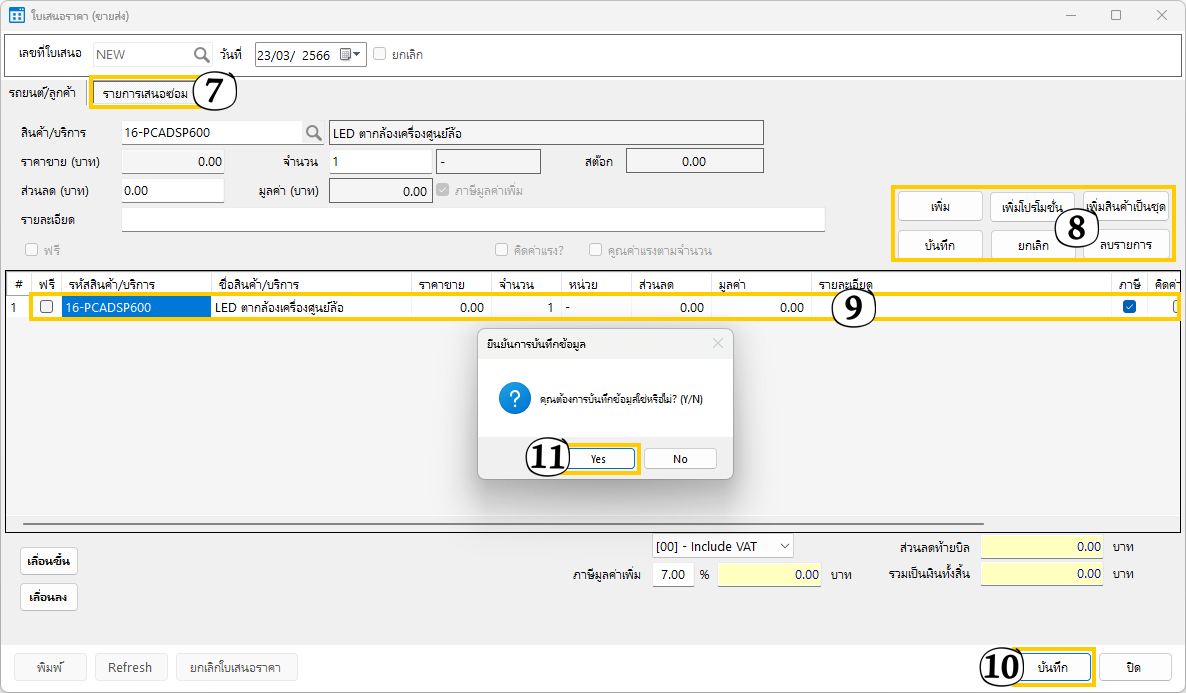 ใบเสนอราคา (ขายส่ง)
เลขที่ใบเสนอ NEW วันที่ 23/03/ 2566 ยกเลิก
รถยนต์/ลูกค้า รายการเสนอซ่อม 7
สินค้า/บริการ 16-PCADSP600 LED ตากล้องเครื่องศูนย์ล้อ
ราคาขาย (บาท) 0.00 จำนวน 1 - สต๊อก 0.00
ส่วนลด (บาท) 0.00 มูลค่า (บาท) 0.00 ภาษีมูลค่าเพิ่ม
รายละเอียด
เพิ่ม เพิ่มโปรโมชั่น เพิ่มสินค้าเป็นชุด
8
บันทึก ยกเลิก ลบรายการ
ฟรี คิดค่าแรง? คูณค่าแรงตามจำนวน
# ฟรี รหัสสินค้า/บริการ ชื่อสินค้า/บริการ ราคาขาย จำนวน หน่วย ส่วนลด มูลค่า รายละเอียด ภาษี คิดค่า
1 16-PCADSP600 LED ตากล้องเครื่องศูนย์ล้อ 0.00 1 - 0.00 0.00 9
ยืนยันการบันทึกข้อมูล
? คุณต้องการบันทึกข้อมูลใช่หรือไม่? (Y/N)
11 Yes No
เลื่อนขึ้น [00] - Include VAT ส่วนลดท้ายบิล 0.00 บาท
ภาษีมูลค่าเพิ่ม 7.00 % 0.00 บาท รวมเป็นเงินทั้งสิ้น 0.00 บาท
เลื่อนลง
พิมพ์ Refresh ยกเลิกใบเสนอราคา 10 บันทึก ปิด